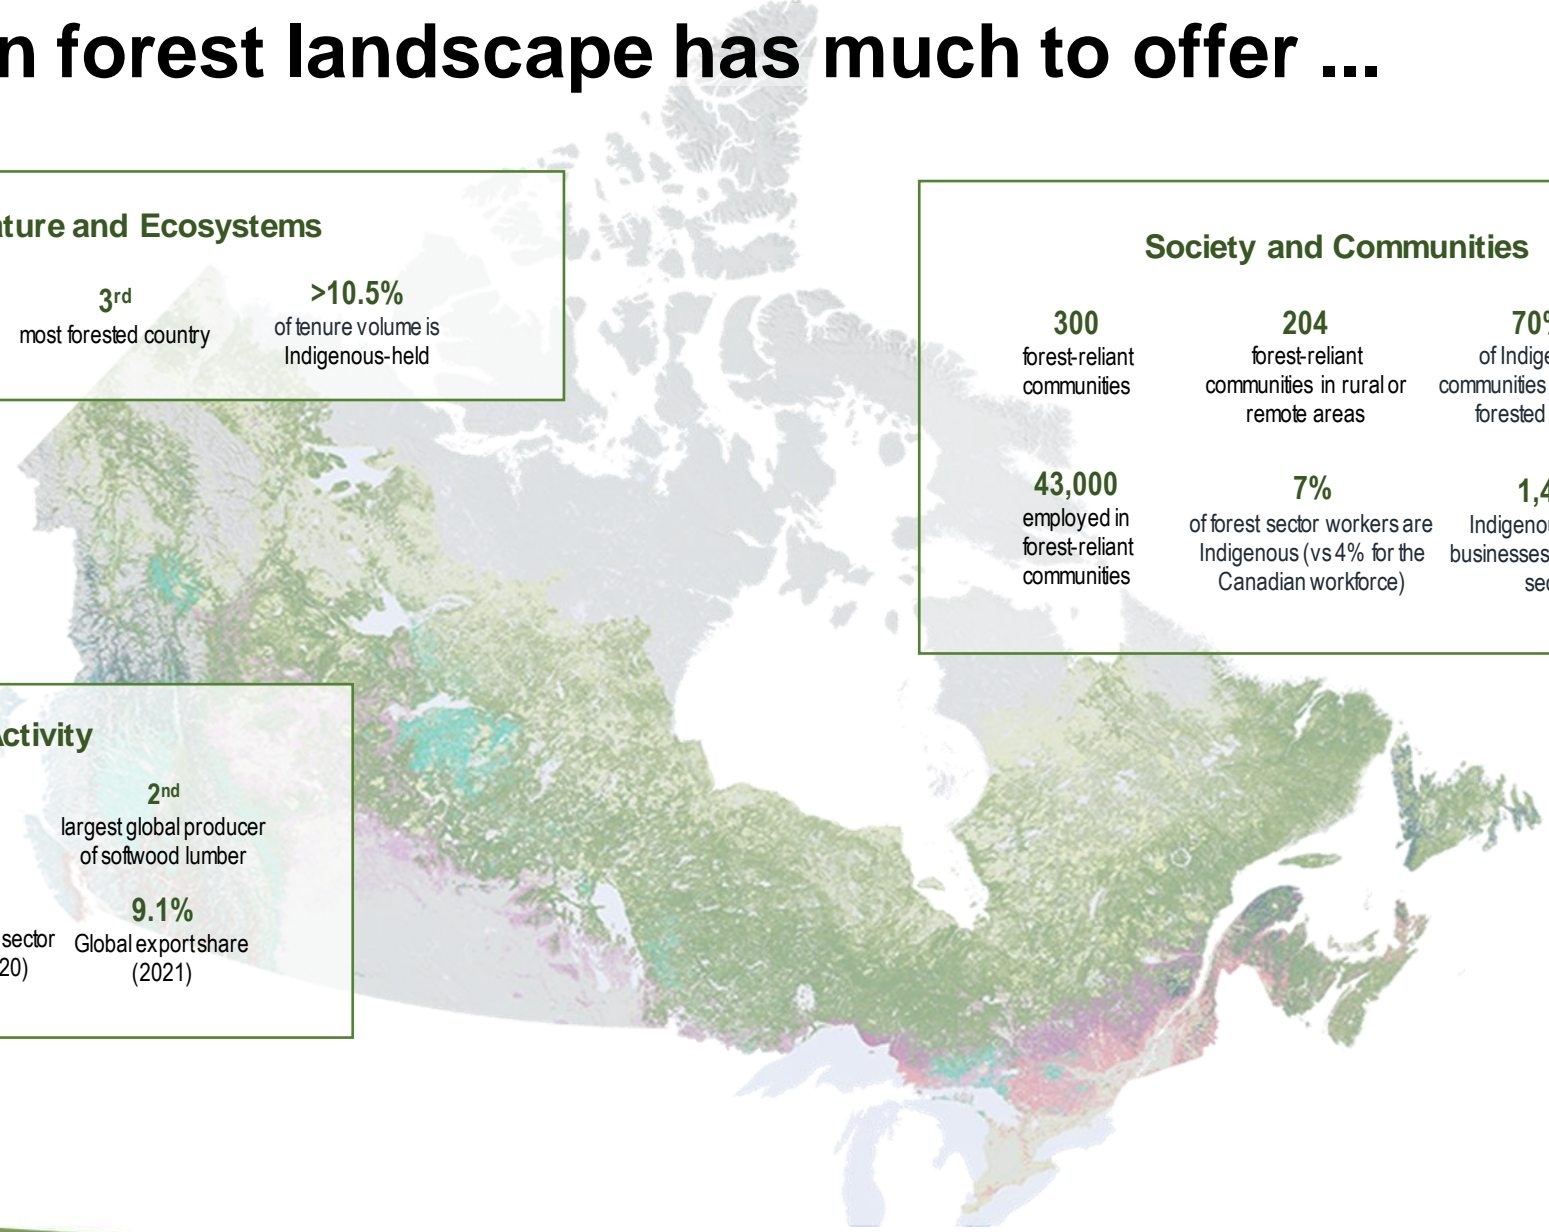 n forest landscape has much to offer ...
ture and Ecosystems
3rd
most forested country
>10.5%
of tenure volume is
Indigenous-held
Society and Communities
300
forest-reliant
communities
204
forest-reliant
communities in rural or
remote areas
70%
of Indige
communities
forested
43,000
employed in
forest-reliant
communities
7%
of forest sector workers are
Indigenous (vs 4% for the
Canadian workforce)
1,4
Indigenou
businesses
sec
ctivity
2nd
largest global producer
of softwood lumber
sector
20)
9.1%
Global export share
(2021)